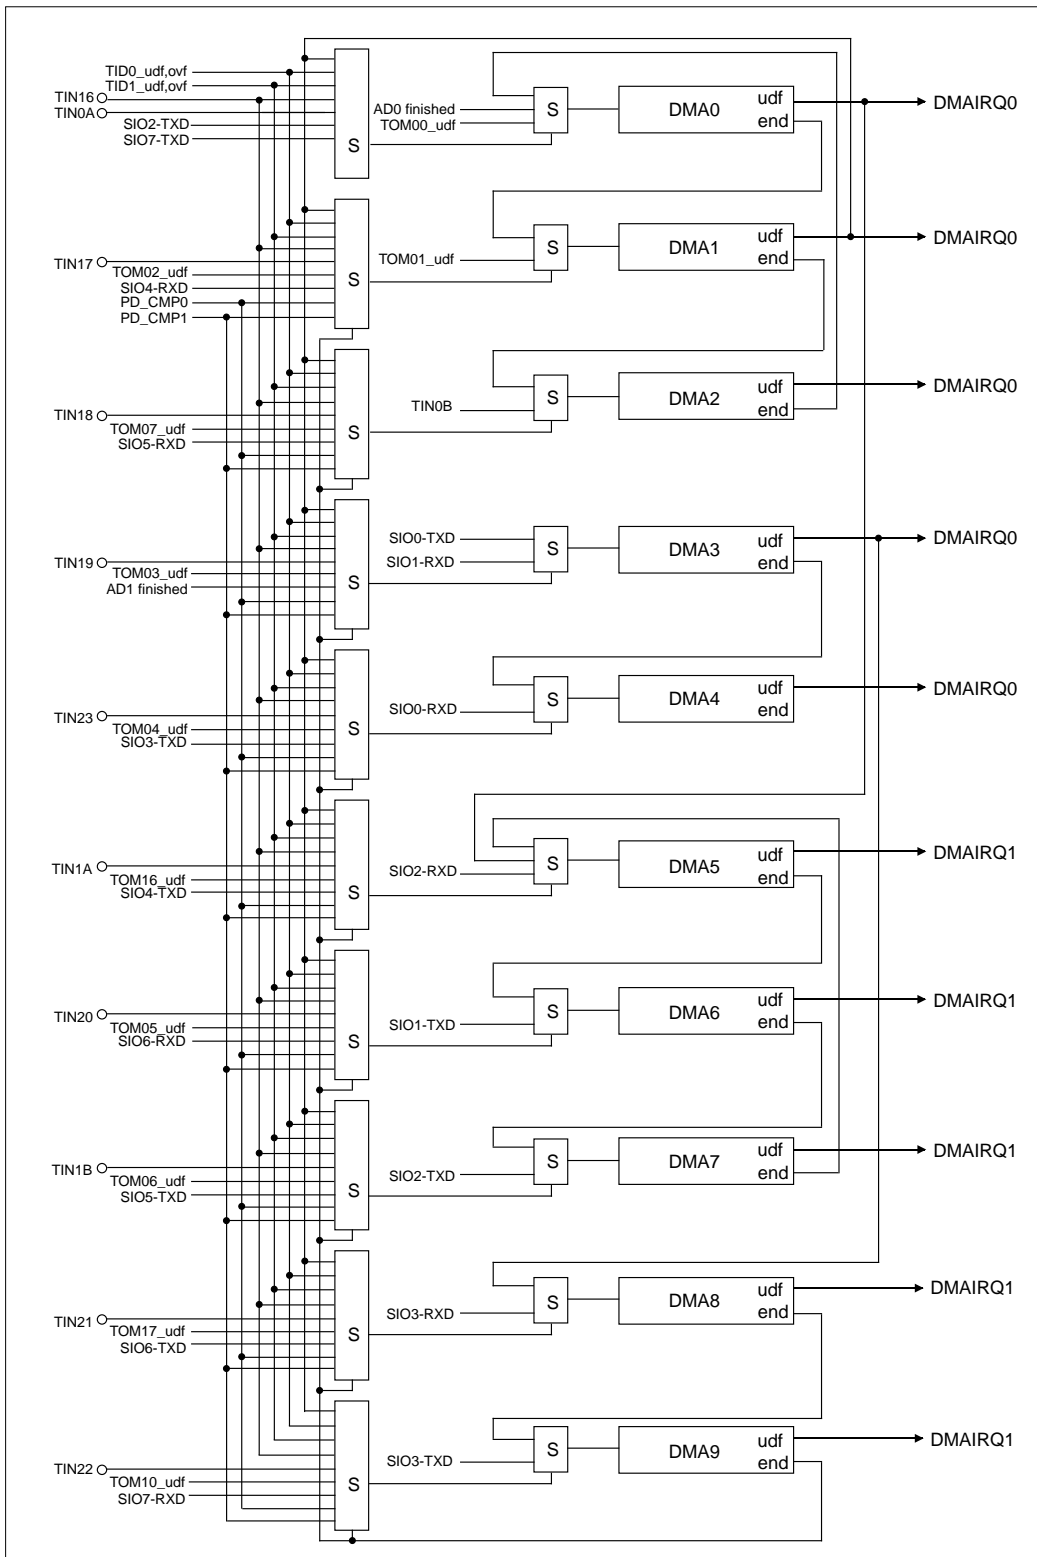 TID0_udf,ovf
TID1_udf,ovf
TIN16
TIN0A
SIO2-TXD
SIO7-TXD
S
AD0 finished
TOM00_udf
S
DMA0
udf
end
DMAIRQ0
TIN17
TOM02_udf
SIO4-RXD
PD_CMP0
PD_CMP1
S
TOM01_udf
S
DMA1
udf
end
DMAIRQ0
TIN18
TOM07_udf
SIO5-RXD
S
TIN0B
S
DMA2
udf
end
DMAIRQ0
TIN19
TOM03_udf
AD1 finished
S
SIO0-TXD
SIO1-RXD
S
DMA3
udf
end
DMAIRQ0
TIN23
TOM04_udf
SIO3-TXD
S
SIO0-RXD
S
DMA4
udf
end
DMAIRQ0
TIN1A
TOM16_udf
SIO4-TXD
S
SIO2-RXD
S
DMA5
udf
end
DMAIRQ1
TIN20
TOM05_udf
SIO6-RXD
S
SIO1-TXD
S
DMA6
udf
end
DMAIRQ1
TIN1B
TOM06_udf
SIO5-TXD
S
SIO2-TXD
S
DMA7
udf
end
DMAIRQ1
TIN21
TOM17_udf
SIO6-TXD
S
SIO3-RXD
S
DMA8
udf
end
DMAIRQ1
TIN22
TOM10_udf
SIO7-RXD
S
SIO3-TXD
S
DMA9
udf
end
DMAIRQ1